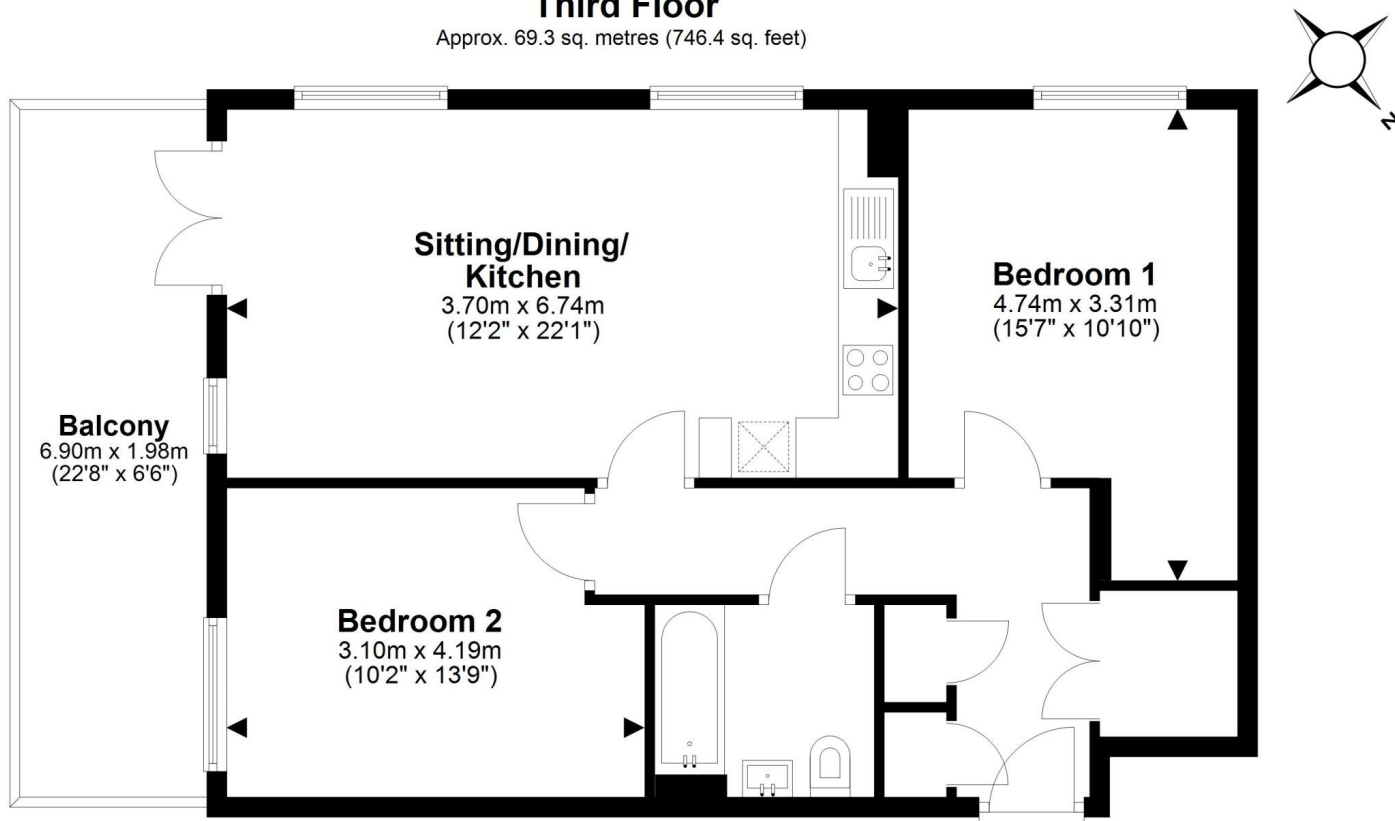 Third Floor
Approx. 69.3 sq. metres (746.4 sq. feet)
N
Sitting/Dining/
Kitchen
3.70m x 6.74m
(12'2" x 22'1")
Bedroom 1
4.74m x 3.31m
(15'7" x 10'10")
Balcony
6.90m x 1.98m
(22'8" x 6'6")
Bedroom 2
3.10m x 4.19m
(10'2" x 13'9")